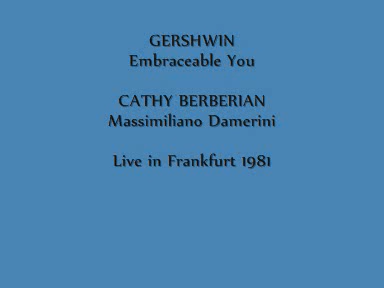 GERSHWIN
Embraceable You
CATHY BERBERIAN
Massimiliano Damerini
Live in Frankfurt 1981